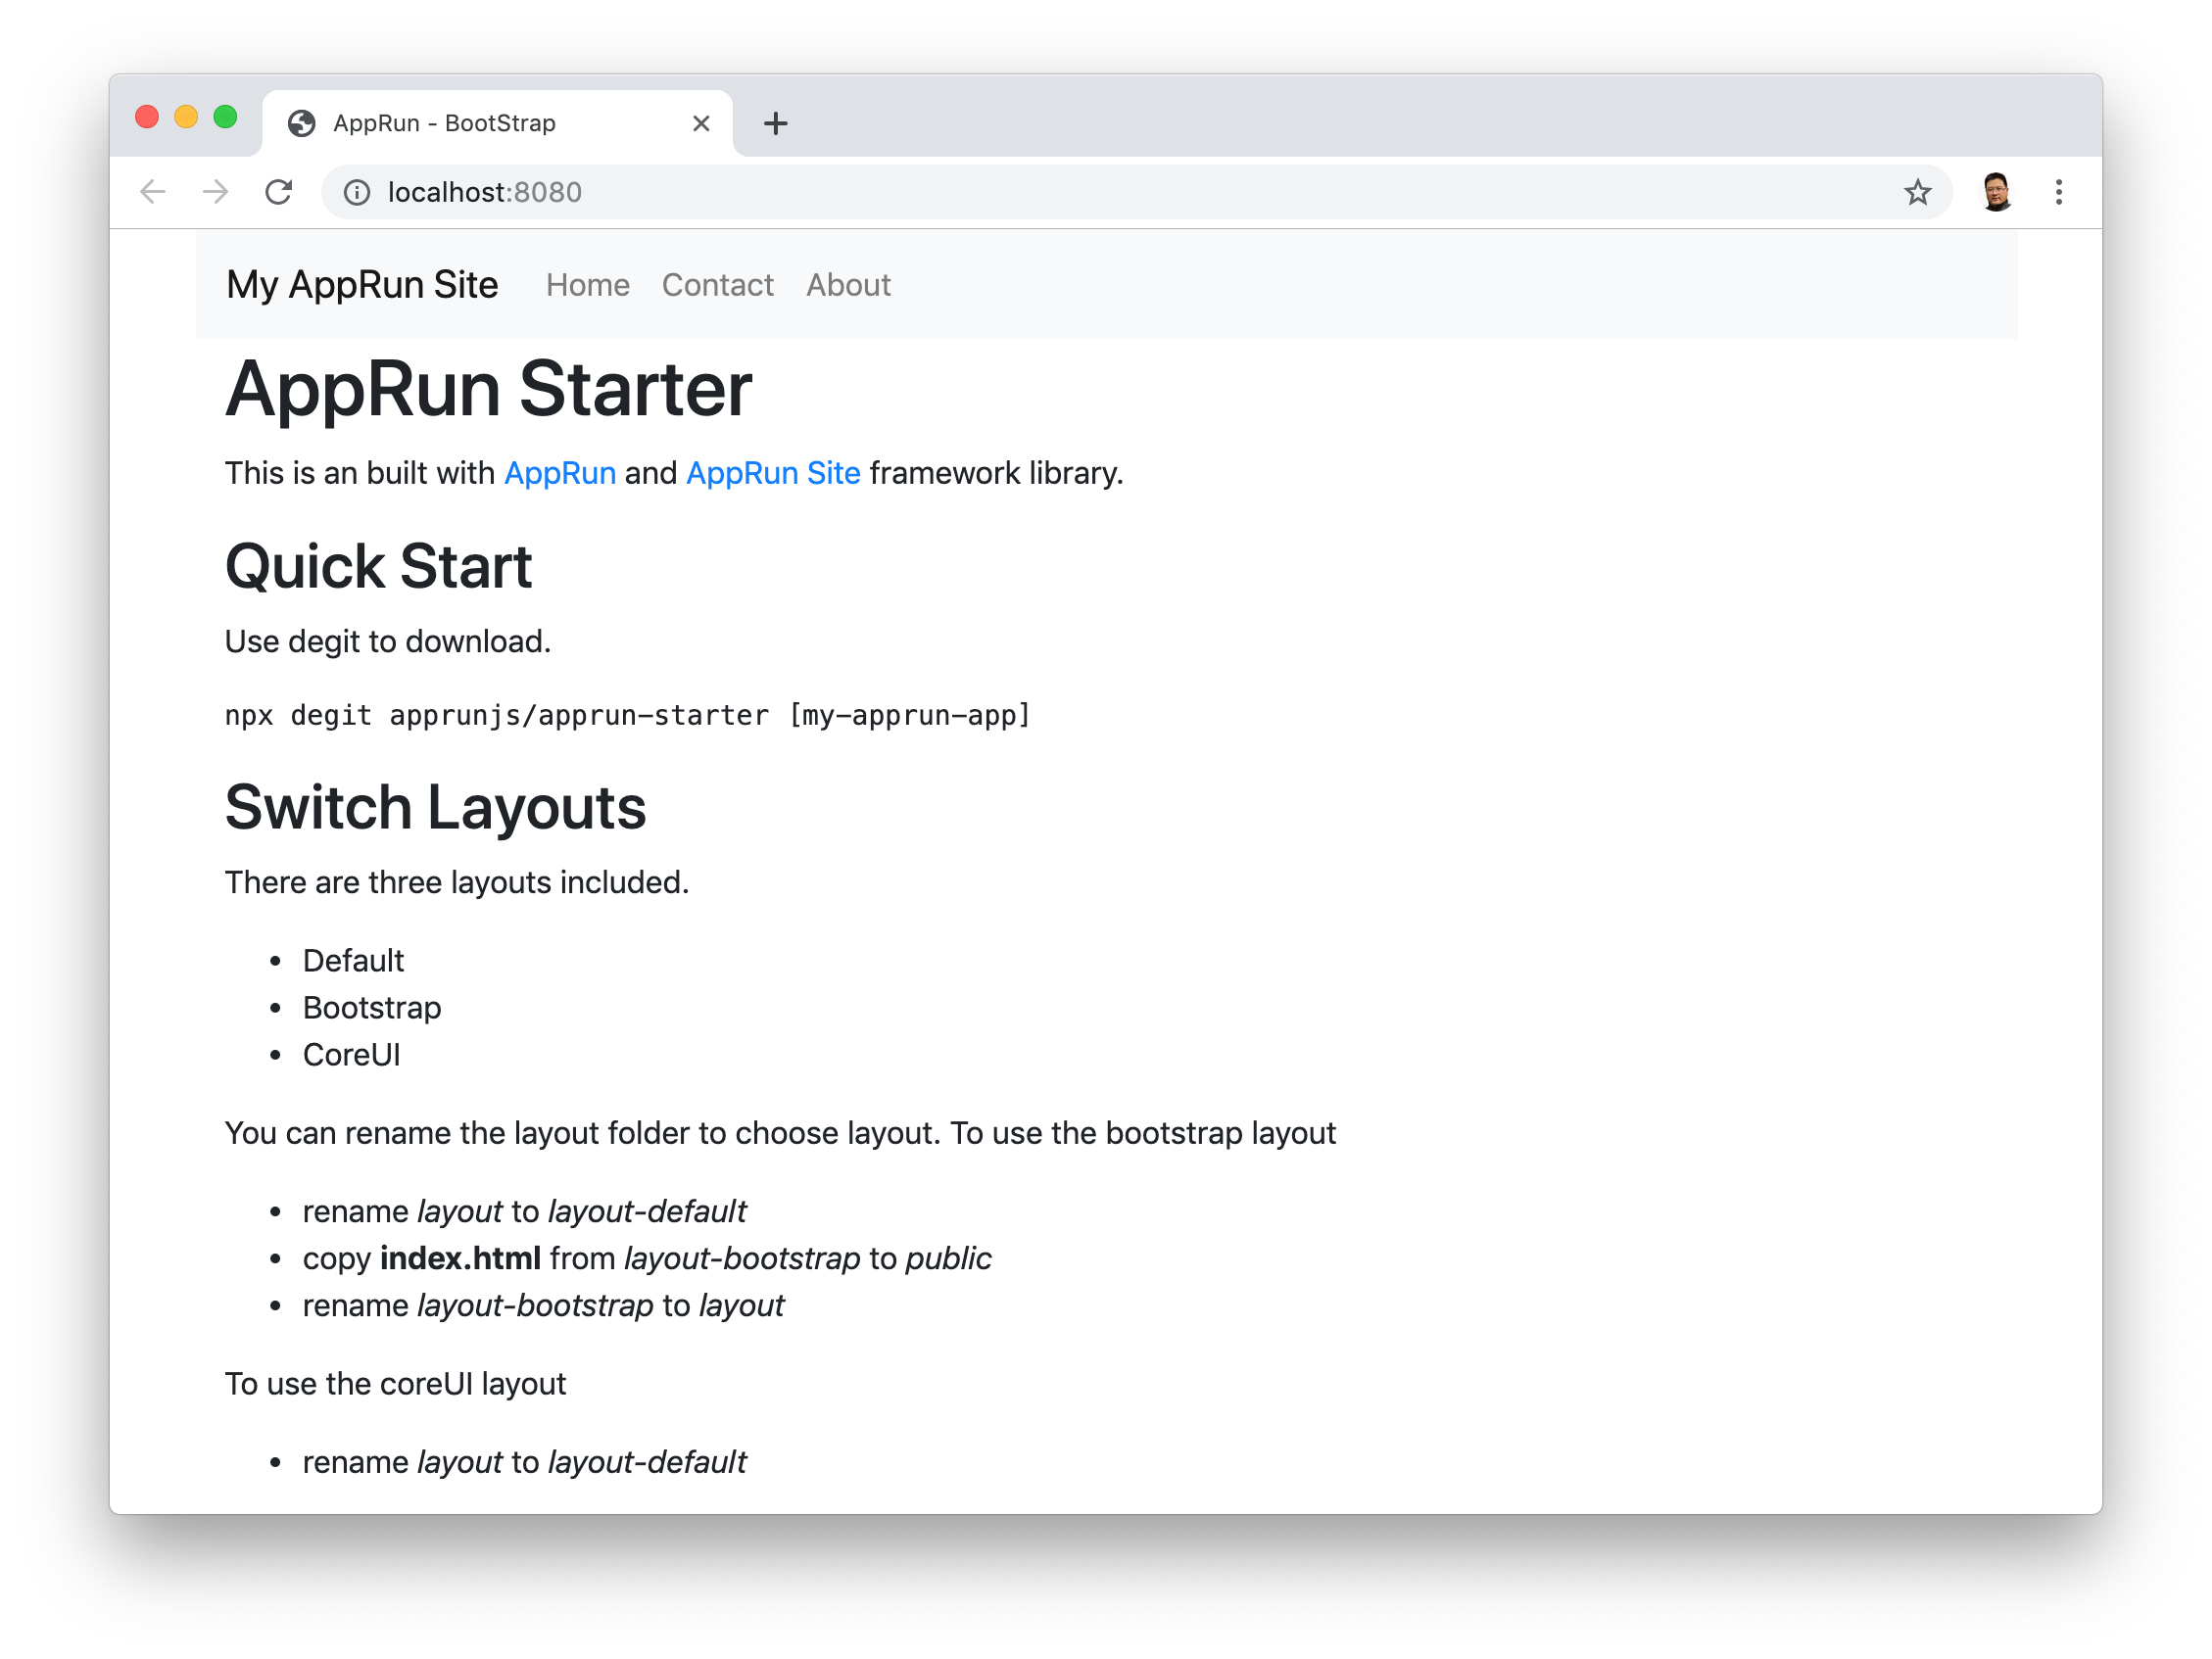 AppRun - BootStrap
localhost:8080
My AppRun Site Home Contact About
AppRun Starter
This is an built with AppRun and AppRun Site framework library.
Quick Start
Use degit to download.
npx degit apprunjs/apprun-starter [my-apprun-app]
Switch Layouts
There are three layouts included.
• Default
• Bootstrap
• CoreUI
You can rename the layout folder to choose layout. To use the bootstrap layout
• rename layout to layout-default
• copy index.html from layout-bootstrap to public
• rename layout-bootstrap to layout
To use the coreUI layout
• rename layout to layout-default